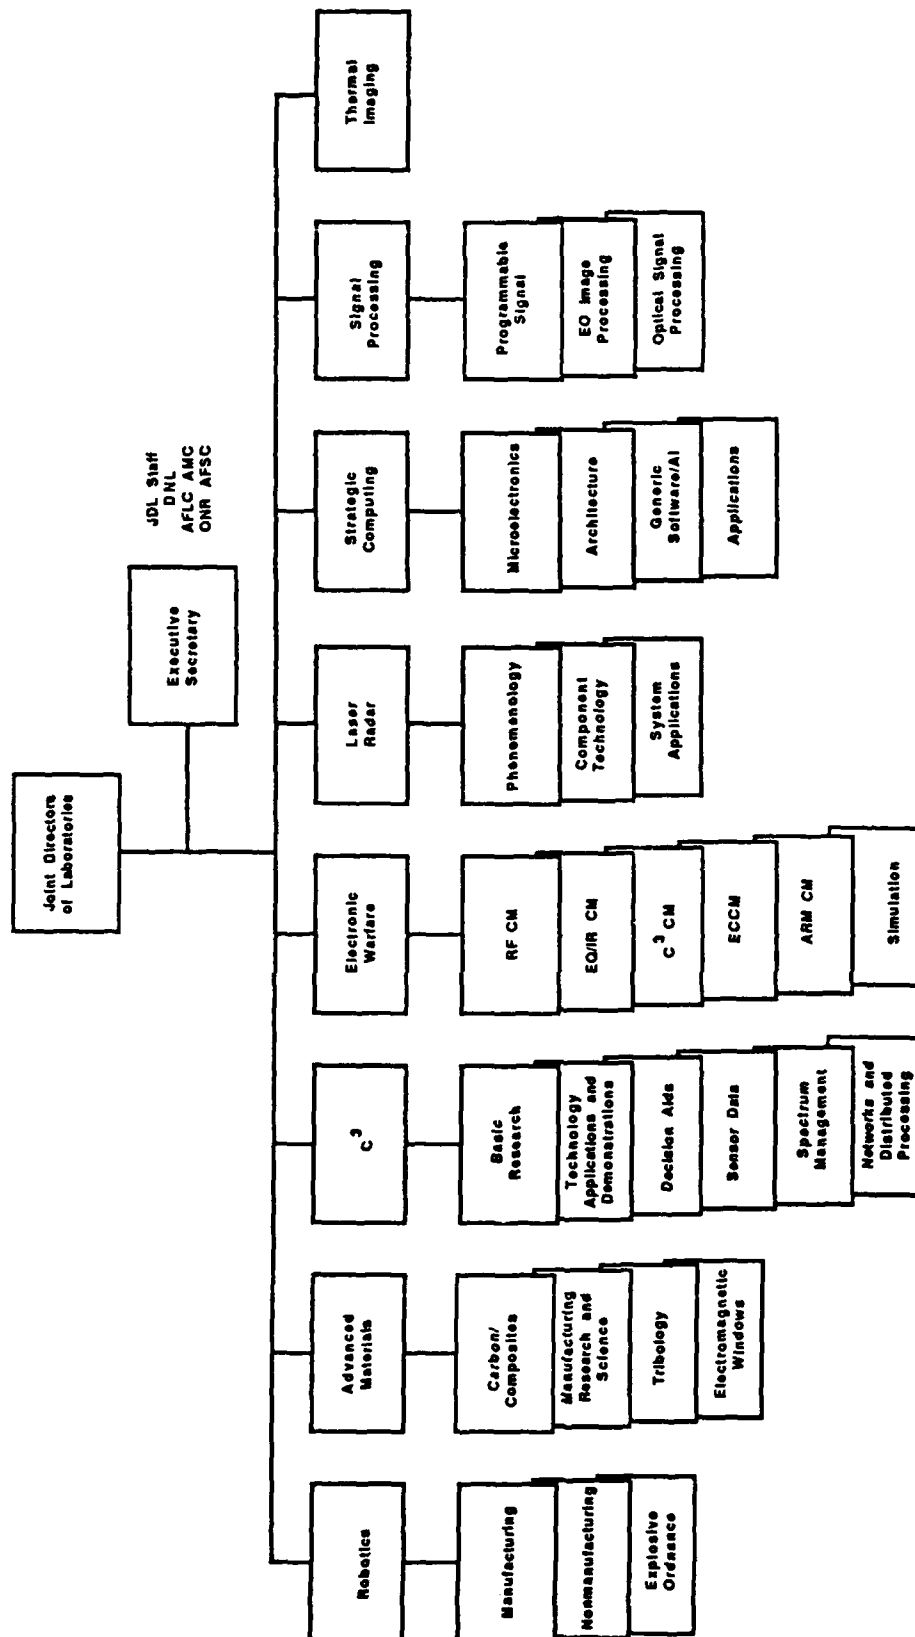 Joint Directors
of Laboratories
Executive
Secretary
JDL Staff
DNL
AFLC AMC
ONR AFSC
Robotics
Manufacturing
Nonmanufacturing
Explosive
Ordnance
Advanced
Materials
Carbon/
Composites
Manufacturing
Research and
Science
Tribology
Electromagnetic
Windows
C³
Basic
Research
Technology
Applications and
Demonstrations
Decision Aids
Sensor Data
Spectrum
Management
Networks and
Distributed
Processing
Electronic
Warfare
RF CM
EO/IR CM
C³ CM
ECCM
ARM CM
Simulation
Laser
Radar
Phenomenology
Component
Technology
System
Applications
Strategic
Computing
Microelectronics
Architecture
Generic
Software/AI
Applications
Signal
Processing
Programmable
Signal
EO Image
Processing
Optical Signal
Processing
Thermal
Imaging